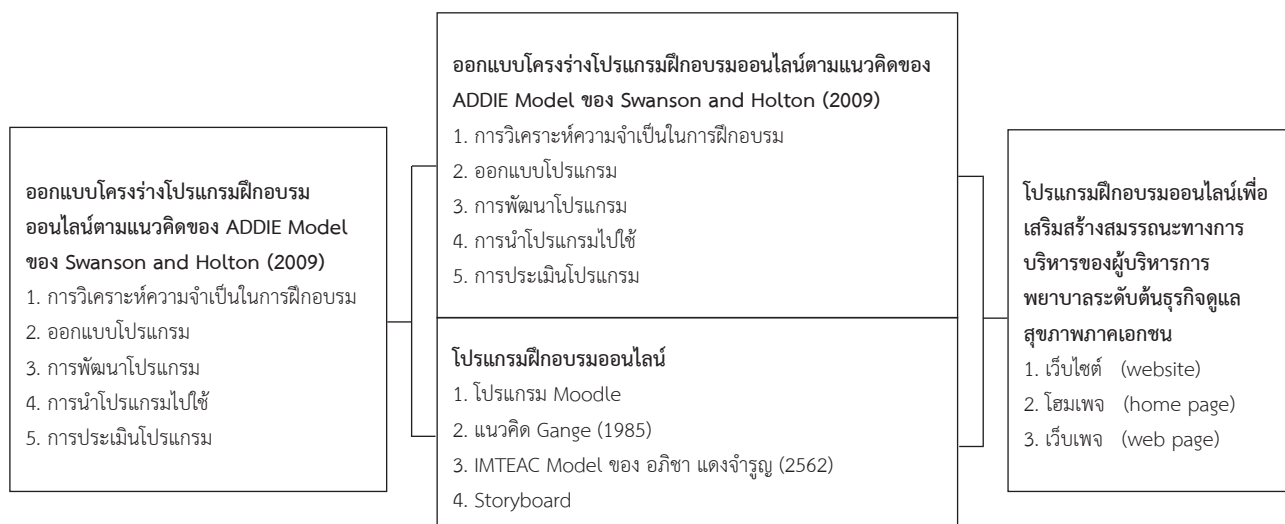 ออกแบบโครงร่างโปรแกรมฝึกอบรม
ออนไลน์ตามแนวคิดของ ADDIE Model
ของ Swanson and Holton (2009)
1. การวิเคราะห์ความจำเป็นในการฝึกอบรม
2. ออกแบบโปรแกรม
3. การพัฒนาโปรแกรม
4. การนำโปรแกรมไปใช้
5. การประเมินโปรแกรม
ออกแบบโครงร่างโปรแกรมฝึกอบรมออนไลน์ตามแนวคิดของ
ADDIE Model ของ Swanson and Holton (2009)
1. การวิเคราะห์ความจำเป็นในการฝึกอบรม
2. ออกแบบโปรแกรม
3. การพัฒนาโปรแกรม
4. การนำโปรแกรมไปใช้
5. การประเมินโปรแกรม
โปรแกรมฝึกอบรมออนไลน์
1. โปรแกรม Moodle
2. แนวคิด Gange (1985)
3. IMTEAC Model ของ อภิชา แดงจำรูญ (2562)
4. Storyboard
โปรแกรมฝึกอบรมออนไลน์เพื่อ
เสริมสร้างสมรรถนะทางการ
บริหารของผู้บริหารการ
พยาบาลระดับต้นธุรกิจดูแล
สุขภาพภาคเอกชน
1. เว็บไซต์ (website)
2. โฮมเพจ (home page)
3. เว็บเพจ (web page)